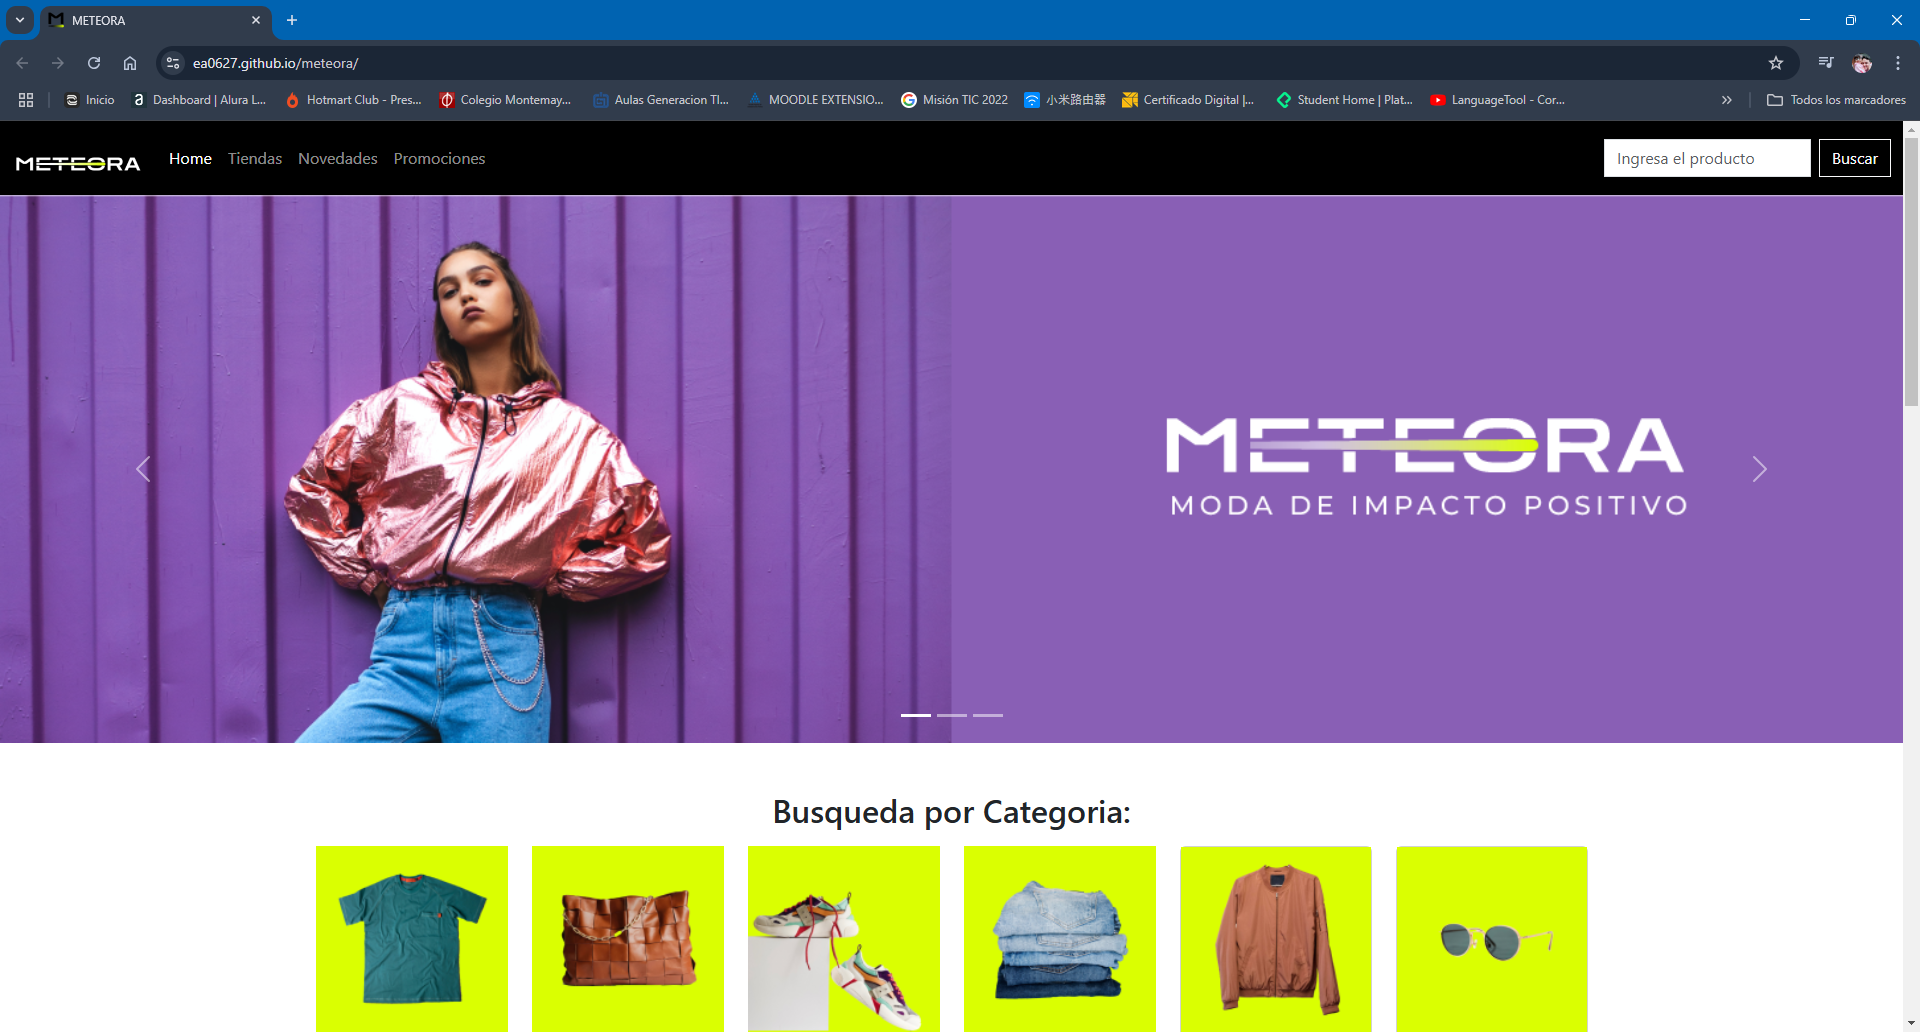 METEORA
ea0627.github.io/meteora/
Inicio
Dashboard | Alura L...
Hotmart Club - Pres...
Colegio Montemay...
Aulas Generacion TI...
MOODLE EXTENSIO...
Misión TIC 2022
小米路由器
Certificado Digital |...
Student Home | Plat...
LanguageTool - Cor...
Todos los marcadores
METEORA
Home
Tiendas
Novedades
Promociones
Ingresa el producto
Buscar
METEORA
MODA DE IMPACTO POSITIVO
Busqueda por Categoria: